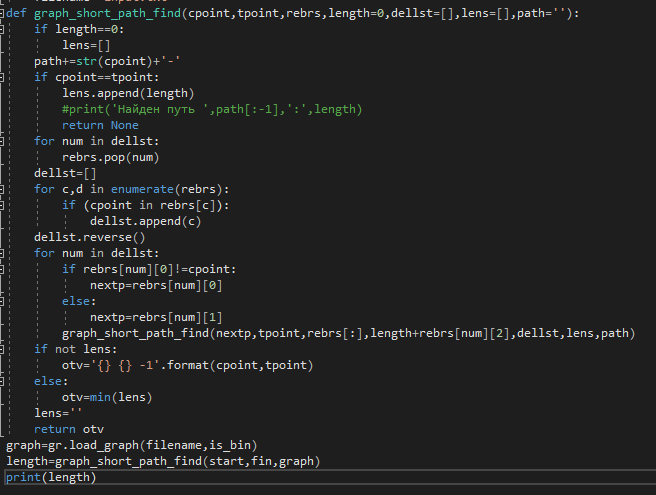 def graph_short_path_find(cpoint,tpoint,rebrs,length=0,dellst=[],lens=[],path=''):
    if length==0:
        lens=[]
    path+=str(cpoint)+'-'
    if cpoint==tpoint:
        lens.append(length)
        #print('Найден путь ',path[:-1],':',length)
        return None
    for num in dellst:
        rebrs.pop(num)
    dellst=[]
    for c,d in enumerate(rebrs):
        if (cpoint in rebrs[c]):
            dellst.append(c)
    dellst.reverse()
    for num in dellst:
        if rebrs[num][0]!=cpoint:
            nextp=rebrs[num][0]
        else:
            nextp=rebrs[num][1]
        graph_short_path_find(nextp,tpoint,rebrs[:],length+rebrs[num][2],dellst,lens,path)
    if not lens:
        otv='{} {} -1'.format(cpoint,tpoint)
    else:
        otv=min(lens)
    lens=''
    return otv
graph=gr.load_graph(filename,is_bin)
length=graph_short_path_find(start,fin,graph)
print(length)